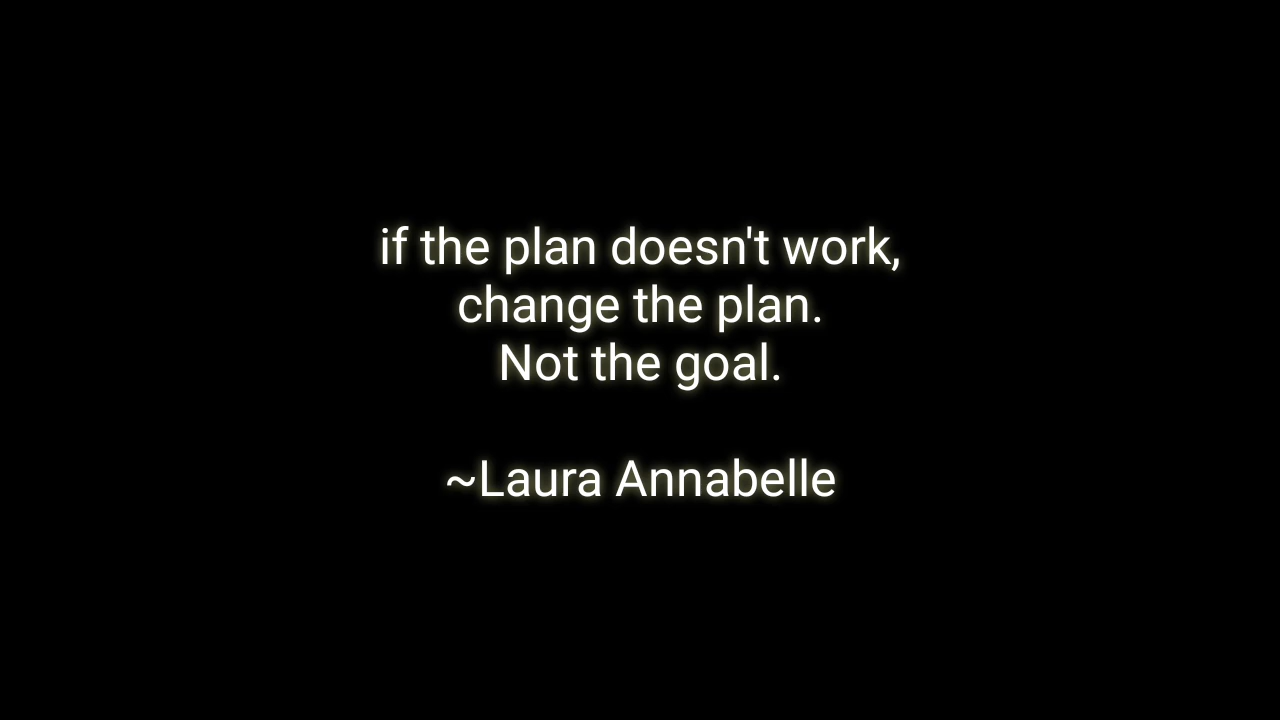 if the plan doesn't work,
change the plan.
Not the goal.
~Laura Annabelle